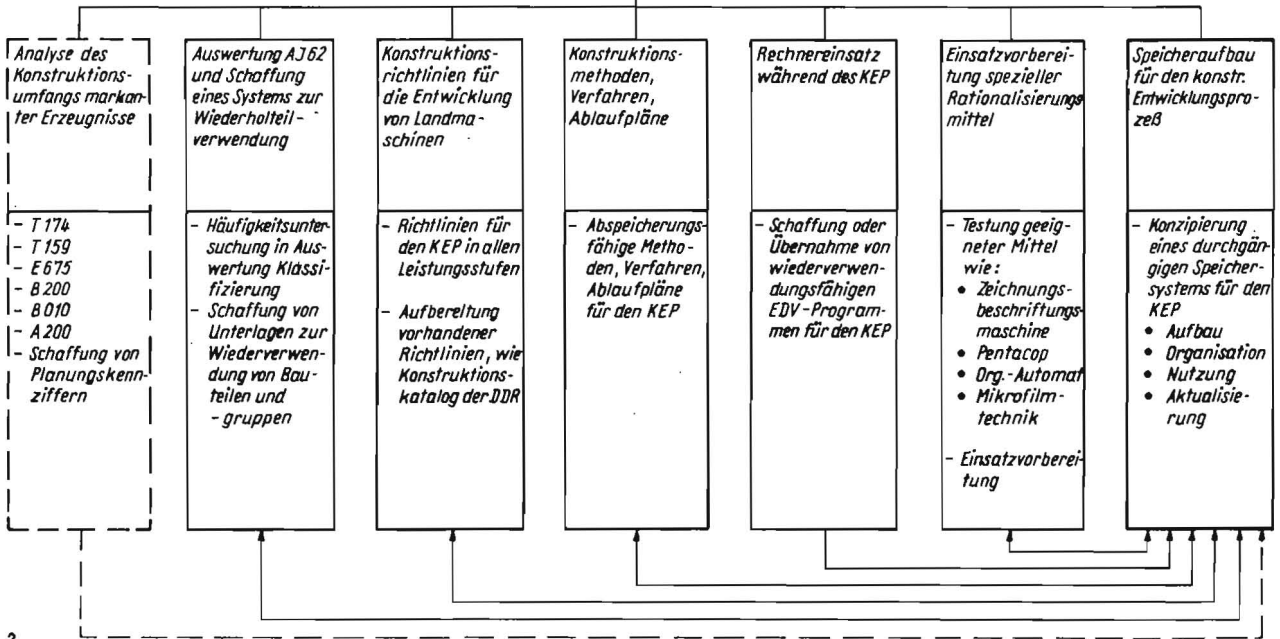 Analyse des
Konstruktions-
umfangs markan-
ter Erzeugnisse
- T 174
- T 159
- E 675
- B 200
- B 010
- A 200
- Schaffung von
Planungskenn-
ziffern
Auswertung AJ 62
und Schaffung
eines Systems zur
Wiederholteil-
verwendung
- Häufigkeitsunter-
suchung in Aus-
wertung Klassi-
fizierung
- Schaffung von
Unterlagen zur
Wiederverwen-
dung von Bau-
teilen und
- gruppen
Konstruktions-
richtlinien für
die Entwicklung
von Landma-
schinen
- Richtlinien für
den KEP in allen
Leistungsstufen
- Aufbereitung
vorhandener
Richtlinien, wie
Konstruktions-
katalog der DDR
Konstruktions-
methoden,
Verfahren,
Ablaufpläne
- Abspeicherungs-
fähige Metho-
den, Verfahren,
Ablaufpläne
für den KEP
Rechnereinsatz
während des KEP
- Schaffung oder
Übernahme von
wiederverwen-
dungsfähigen
EDV-Program-
men für den KEP
Einsatzvorberei-
tung spezieller
Rationalisierungs
mittel
- Testung geeig-
neter Mittel
wie:
• Zeichnungs-
beschriftungs-
maschine
• Pentacop
• Org.-Automat
• Mikrofilm-
technik
- Einsatzvorberei-
tung
Speicheraufbau
für den konstr.
Entwicklungspro-
zeß
- Konzipierung
eines durchgän-
gigen Speicher-
systems für den
KEP
• Aufbau
• Organisation
• Nutzung
• Aktualisie-
rung